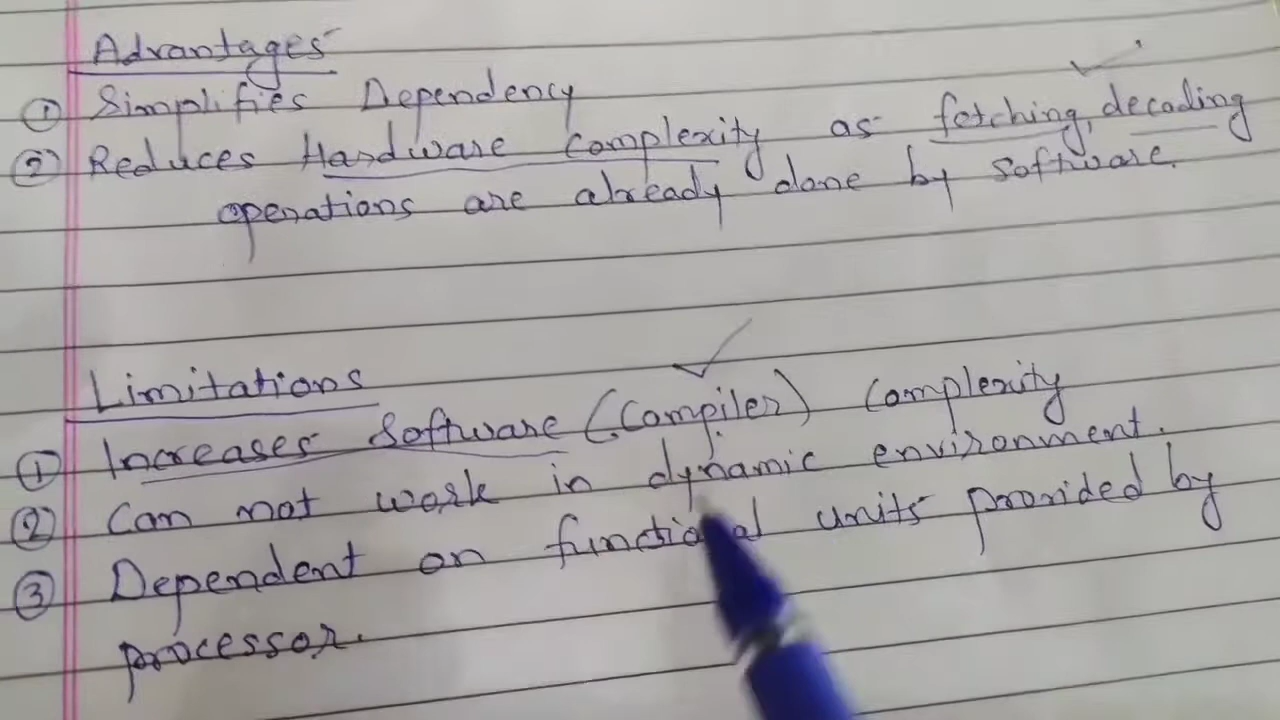 Advantages
① Simplifies Dependency
② Reduces Hardware complexity as fetching, decoding
operations are already done by software.
Limitations
① Increases Software (Compiler) Complexity
② Can not work in dynamic environment.
③ Dependent on functional units provided by
processor.